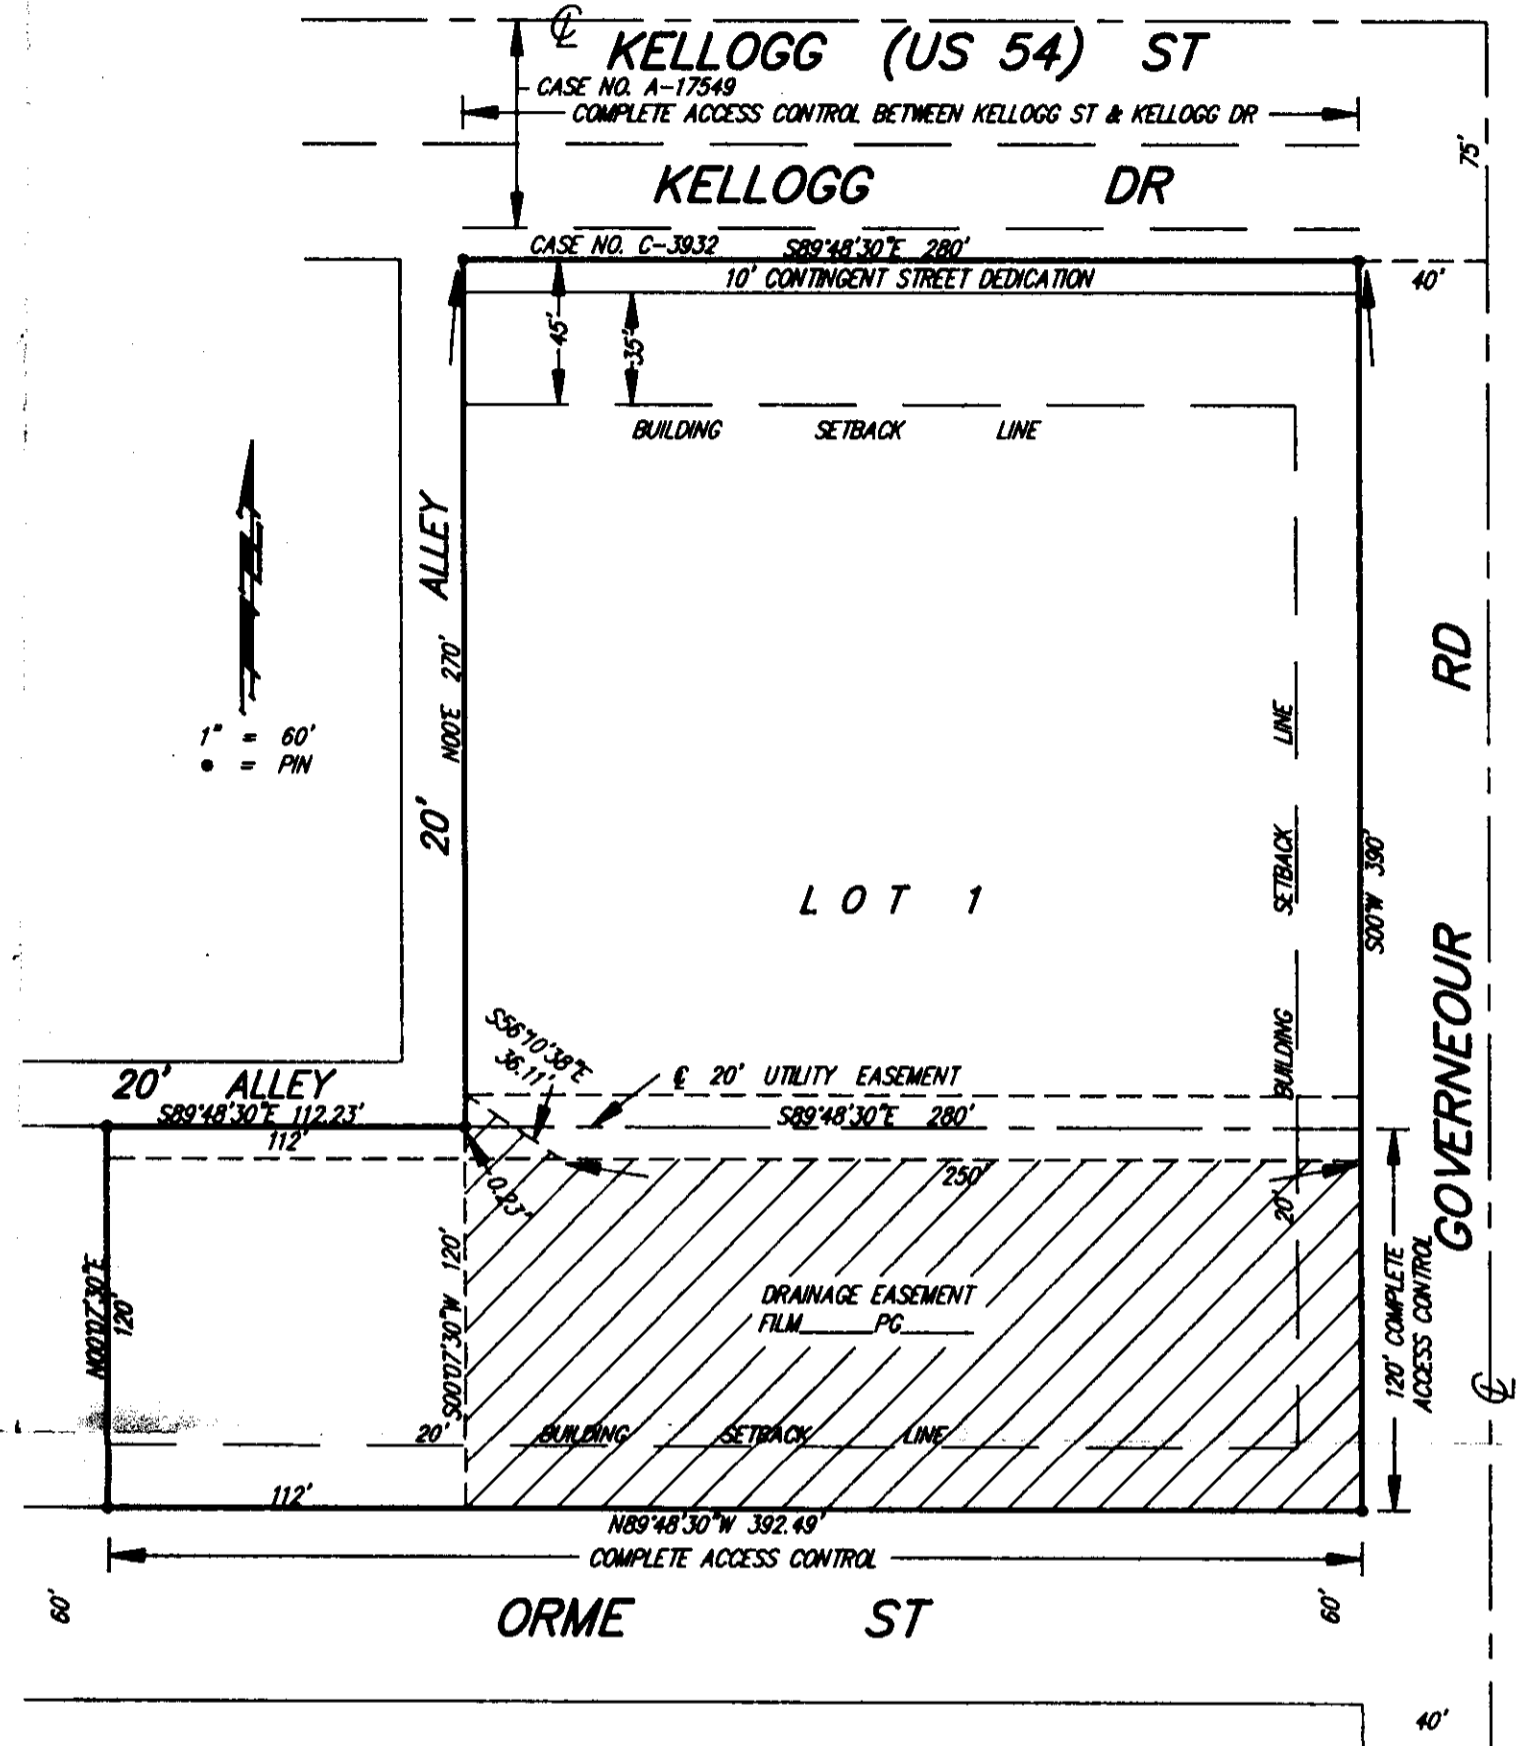 ℄
KELLOGG (US 54) ST
CASE NO. A-17549
COMPLETE ACCESS CONTROL BETWEEN KELLOGG ST & KELLOGG DR
75'
KELLOGG DR
CASE NO. C-3932 S89°48'30"E 280'
10' CONTINGENT STREET DEDICATION
40'
45'
35'
BUILDING SETBACK LINE
20' ALLEY
N00°E 270'
1" = 60'
● = PIN
BUILDING SETBACK LINE
LOT 1
S00°W 390'
GOVERNEOUR RD
S56°10'38"E
36.11'
℄ 20' UTILITY EASEMENT
20' ALLEY
S89°48'30"E 112.23'
S89°48'30"E 280'
112'
250'
0.23'
20'
N00°07'30"E
120'
S00°07'30"W 120'
DRAINAGE EASEMENT
FILM______PG______
120' COMPLETE
ACCESS CONTROL
℄
20' BUILDING SETBACK LINE
112'
N89°48'30"W 392.49'
COMPLETE ACCESS CONTROL
60'
ORME ST
60'
40'